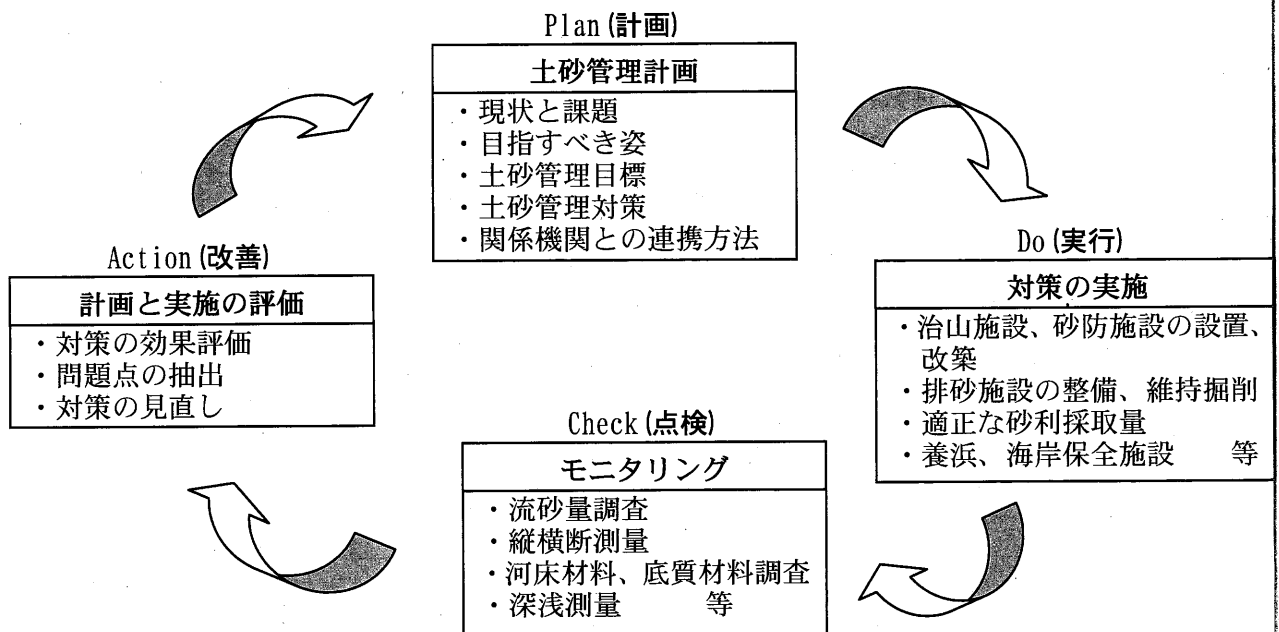 Plan(計画)
土砂管理計画
・現状と課題
・目指すべき姿
・土砂管理目標
・土砂管理対策
・関係機関との連携方法
Do(実行)
対策の実施
・治山施設、砂防施設の設置、
改築
・排砂施設の整備、維持掘削
・適正な砂利採取量
・養浜、海岸保全施設 等
Check(点検)
モニタリング
・流砂量調査
・縦横断測量
・河床材料、底質材料調査
・深浅測量 等
Action(改善)
計画と実施の評価
・対策の効果評価
・問題点の抽出
・対策の見直し